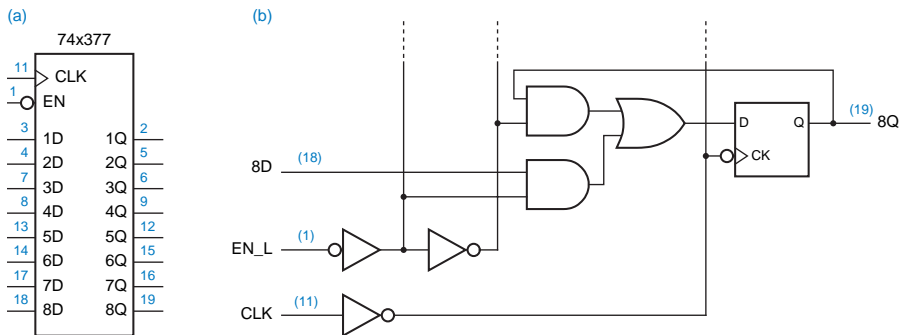 (a)
74x377
11 CLK
1 EN
3 1D 1Q 2
4 2D 2Q 5
7 3D 3Q 6
8 4D 4Q 9
13 5D 5Q 12
14 6D 6Q 15
17 7D 7Q 16
18 8D 8Q 19
(b)
D Q (19) 8Q
CK
8D (18)
EN_L (1)
CLK (11)